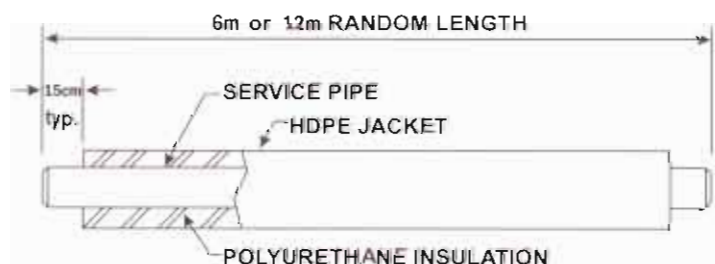 6m or 12m RANDOM LENGTH
15cm
typ.
SERVICE PIPE
HDPE JACKET
POLYURETHANE INSULATION